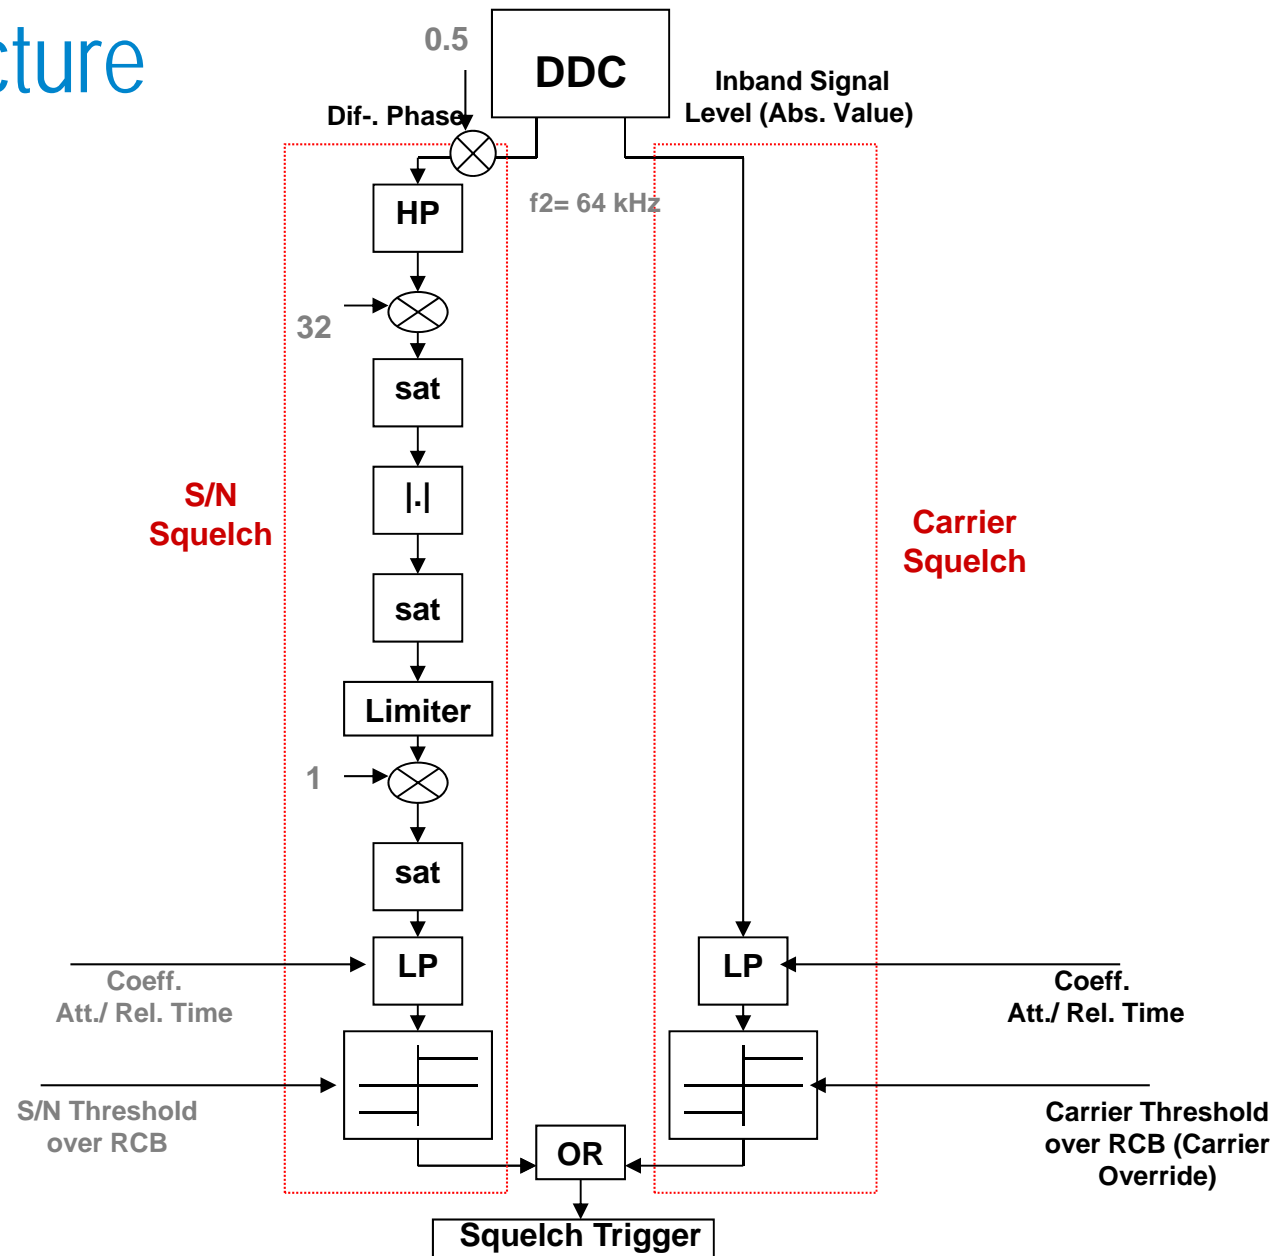 cture
0.5
DDC
Inband Signal
Level (Abs. Value)
Dif-. Phase
f2= 64 kHz
HP
32
sat
|.|
S/N
Squelch
Carrier
Squelch
sat
Limiter
1
sat
LP
LP
Coeff.
Att./ Rel. Time
Coeff.
Att./ Rel. Time
S/N Threshold
over RCB
Carrier Threshold
over RCB (Carrier
Override)
OR
Squelch Trigger